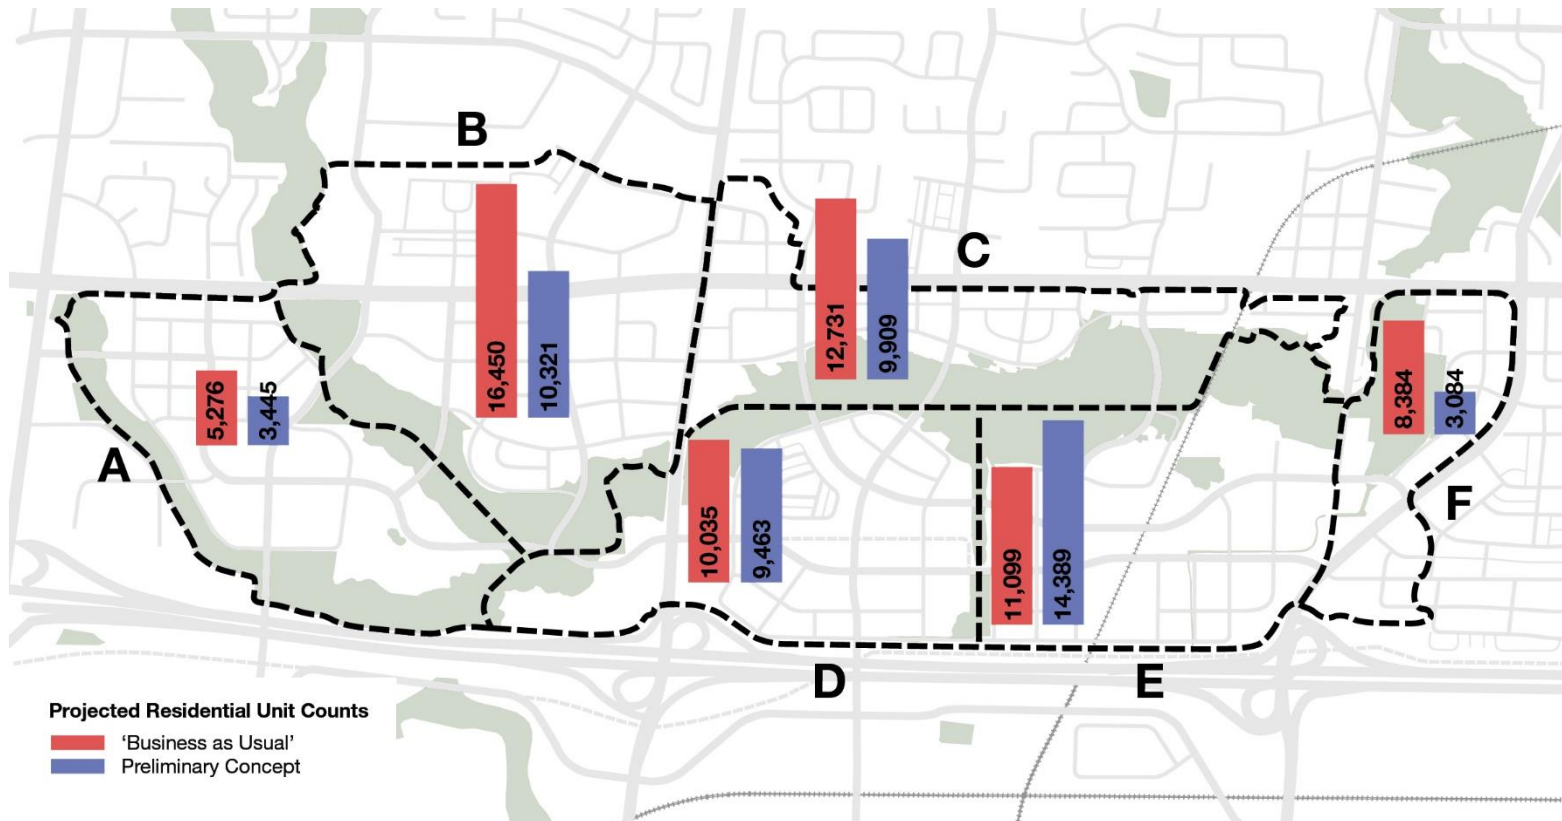 B
C
16,450
10,321
12,731
9,909
5,276
3,445
8,384
3,084
A
F
10,035
9,463
11,099
14,389
D
E
Projected Residential Unit Counts
‘Business as Usual’
Preliminary Concept